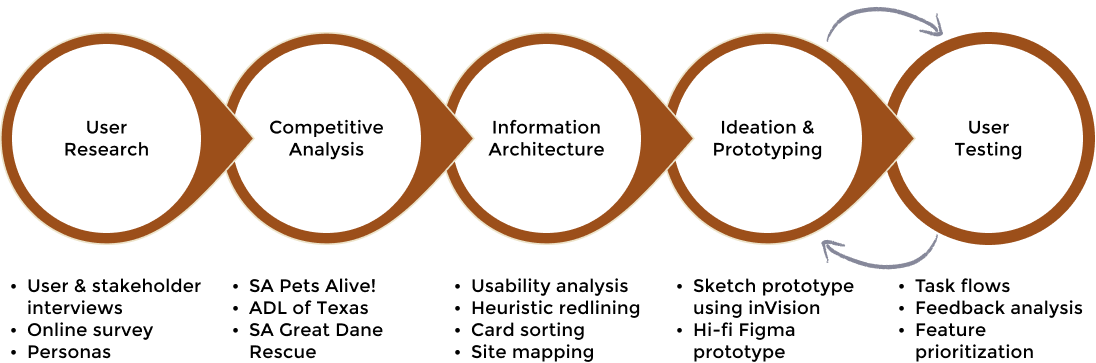 User
Research
Competitive
Analysis
Information
Architecture
Ideation &
Prototyping
User
Testing
• User & stakeholder
interviews
• Online survey
• Personas
• SA Pets Alive!
• ADL of Texas
• SA Great Dane
Rescue
• Usability analysis
• Heuristic redlining
• Card sorting
• Site mapping
• Sketch prototype
using inVision
• Hi-fi Figma
prototype
• Task flows
• Feedback analysis
• Feature
prioritization